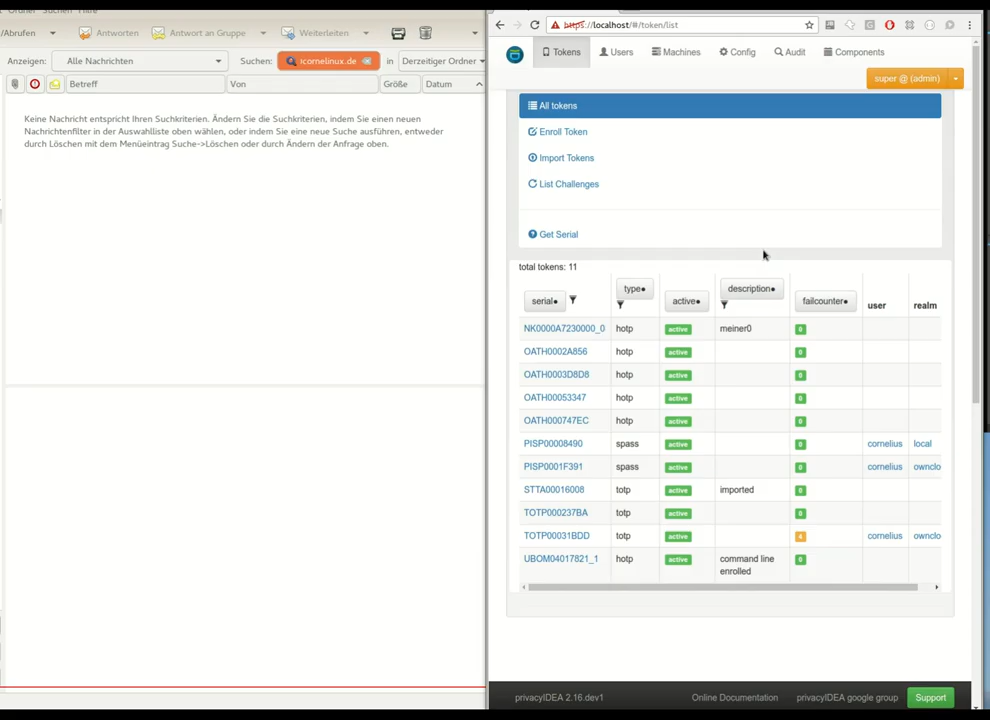 Ordner Suchen Hilfe
/Abrufen Antworten Antwort an Gruppe Weiterleiten
Anzeigen: Alle Nachrichten Suchen: rcornelinux.de in Derzeitiger Ordner
Betreff Von Größe Datum
Keine Nachricht entspricht Ihren Suchkriterien. Ändern Sie die Suchkriterien, indem Sie einen neuen
Nachrichtenfilter in der Auswahlliste oben wählen, oder indem Sie eine neue Suche ausführen, entweder
durch Löschen mit dem Menüeintrag Suche->Löschen oder durch Ändern der Anfrage oben.
https://localhost/#/token/list
Tokens Users Machines Config Audit Components
super @ (admin)
All tokens
Enroll Token
Import Tokens
List Challenges
Get Serial
total tokens: 11
serial type active description failcounter user realm
NK0000A7230000_0 hotp active meiner0 0
OATH0002A856 hotp active 0
OATH0003D8D8 hotp active 0
OATH00053347 hotp active 0
OATH000747EC hotp active 0
PISP00008490 spass active 0 cornelius local
PISP0001F391 spass active 0 cornelius ownclo
STTA00016008 totp active imported 0
TOTP000237BA totp active 0
TOTP00031BDD totp active 4 cornelius ownclo
UBOM04017821_1 hotp active command line 0
enrolled
privacyIDEA 2.16.dev1 Online Documentation privacyIDEA google group Support